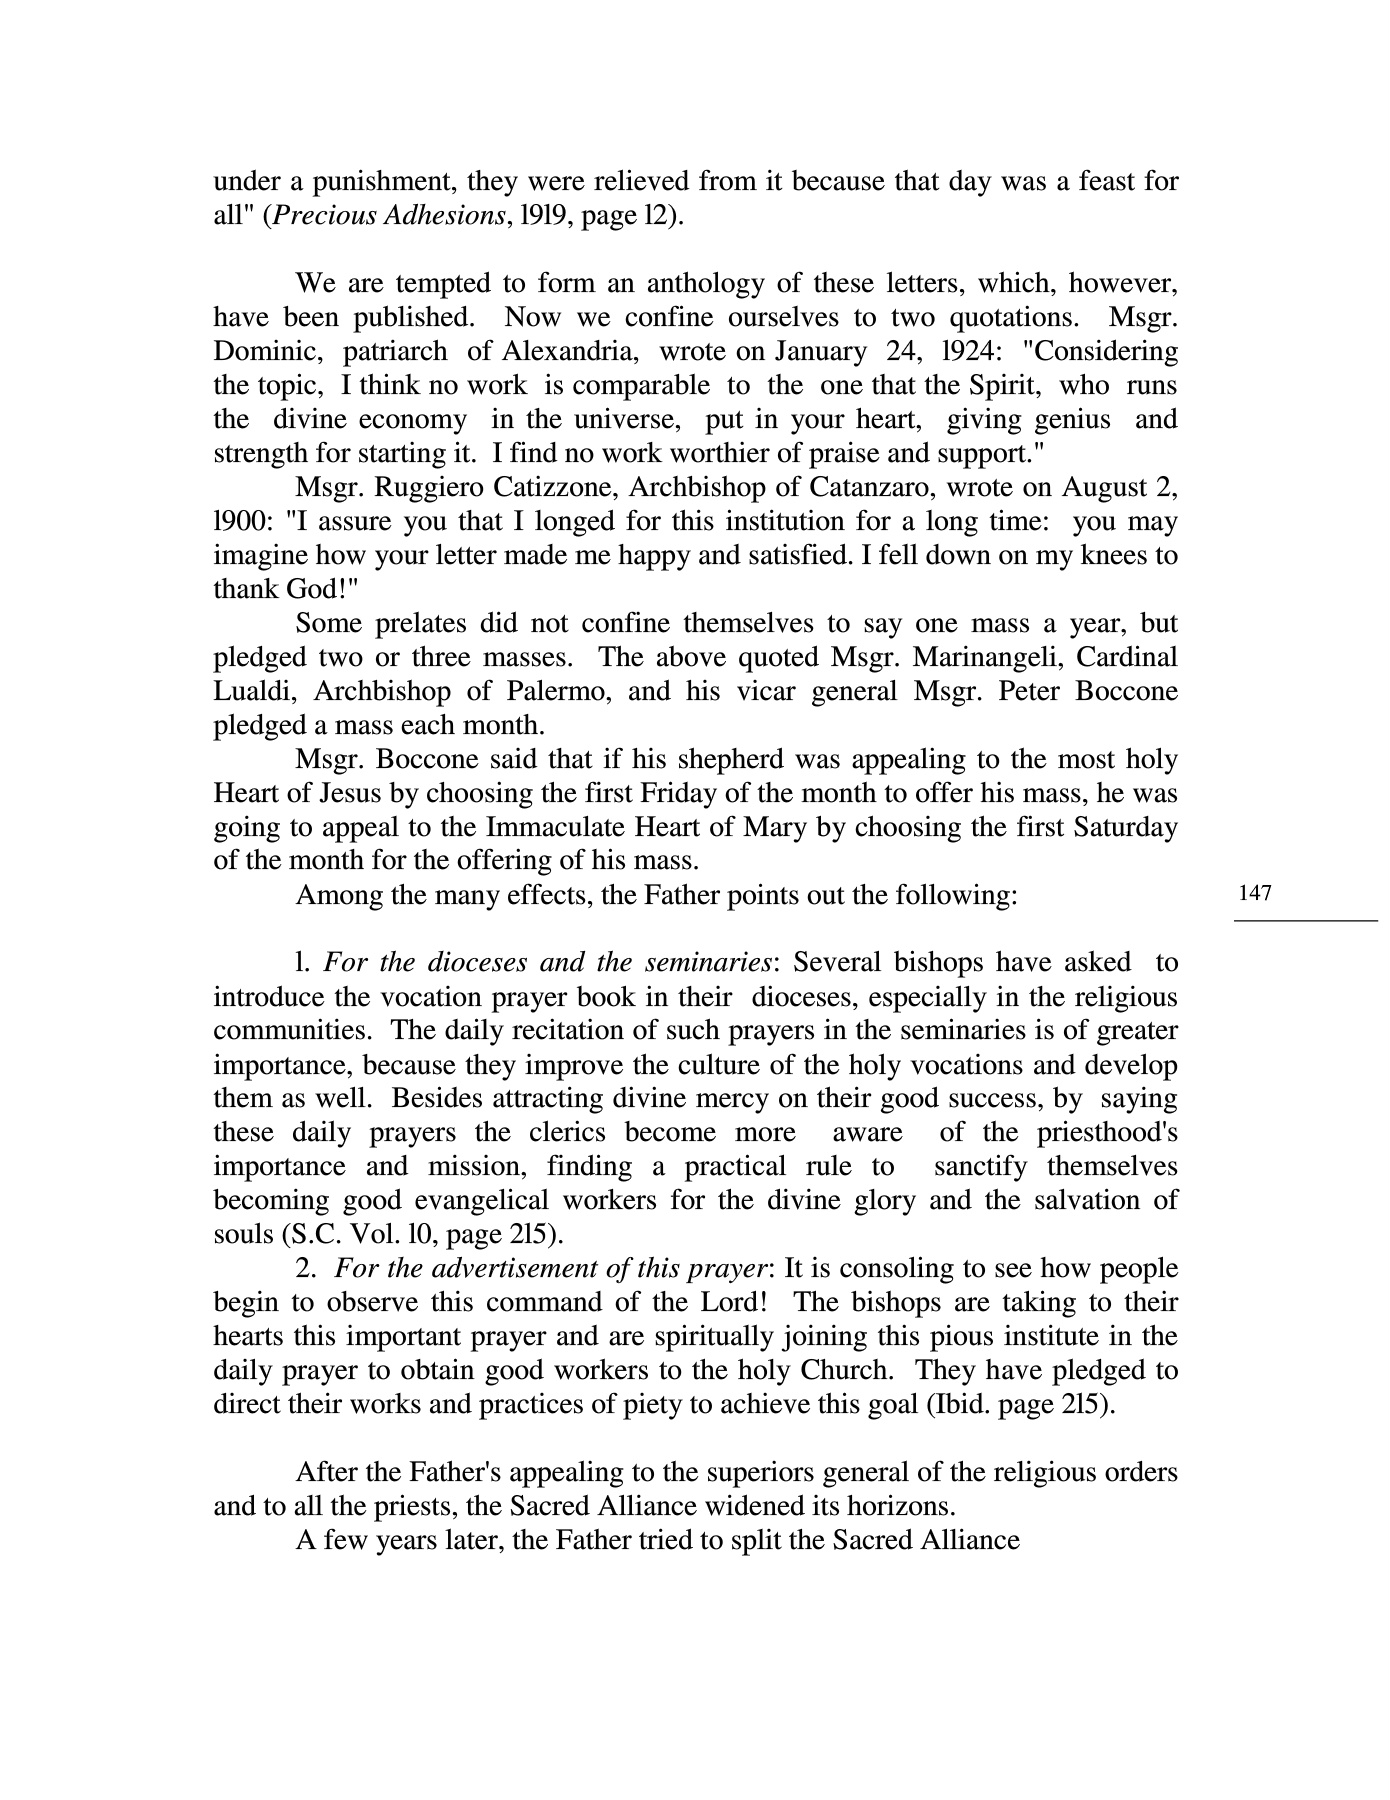 under a punishment, they were relieved from it because that day was a feast for
all" (Precious Adhesions, 1919, page 12).
We are tempted to form an anthology of these letters, which, however,
have been published. Now we confine ourselves to two quotations. Msgr.
Dominic, patriarch of Alexandria, wrote on January 24, 1924: "Considering
the topic, I think no work is comparable to the one that the Spirit, who runs
the divine economy in the universe, put in your heart, giving genius and
strength for starting it. I find no work worthier of praise and support."
Msgr. Ruggiero Catizzone, Archbishop of Catanzaro, wrote on August 2,
1900: "I assure you that I longed for this institution for a long time: you may
imagine how your letter made me happy and satisfied. I fell down on my knees to
thank God!"
Some prelates did not confine themselves to say one mass a year, but
pledged two or three masses. The above quoted Msgr. Marinangeli, Cardinal
Lualdi, Archbishop of Palermo, and his vicar general Msgr. Peter Boccone
pledged a mass each month.
Msgr. Boccone said that if his shepherd was appealing to the most holy
Heart of Jesus by choosing the first Friday of the month to offer his mass, he was
going to appeal to the Immaculate Heart of Mary by choosing the first Saturday
of the month for the offering of his mass.
Among the many effects, the Father points out the following:
147
1. For the dioceses and the seminaries: Several bishops have asked to
introduce the vocation prayer book in their dioceses, especially in the religious
communities. The daily recitation of such prayers in the seminaries is of greater
importance, because they improve the culture of the holy vocations and develop
them as well. Besides attracting divine mercy on their good success, by saying
these daily prayers the clerics become more aware of the priesthood's
importance and mission, finding a practical rule to sanctify themselves
becoming good evangelical workers for the divine glory and the salvation of
souls (S.C. Vol. 10, page 215).
2. For the advertisement of this prayer: It is consoling to see how people
begin to observe this command of the Lord! The bishops are taking to their
hearts this important prayer and are spiritually joining this pious institute in the
daily prayer to obtain good workers to the holy Church. They have pledged to
direct their works and practices of piety to achieve this goal (Ibid. page 215).
After the Father's appealing to the superiors general of the religious orders
and to all the priests, the Sacred Alliance widened its horizons.
A few years later, the Father tried to split the Sacred Alliance